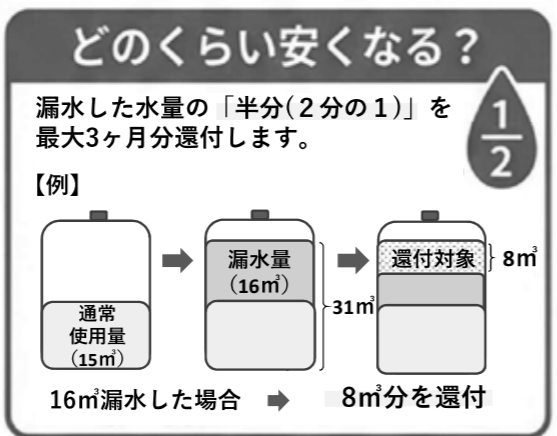 どのくらい安くなる？
漏水した水量の「半分(２分の１)」を
最大3ヶ月分還付します。
1
2
【例】
通常
使用量
(15㎥)
漏水量
(16㎥)
31㎥
還付対象
8㎥
16㎥漏水した場合 ➡ 8㎥分を還付